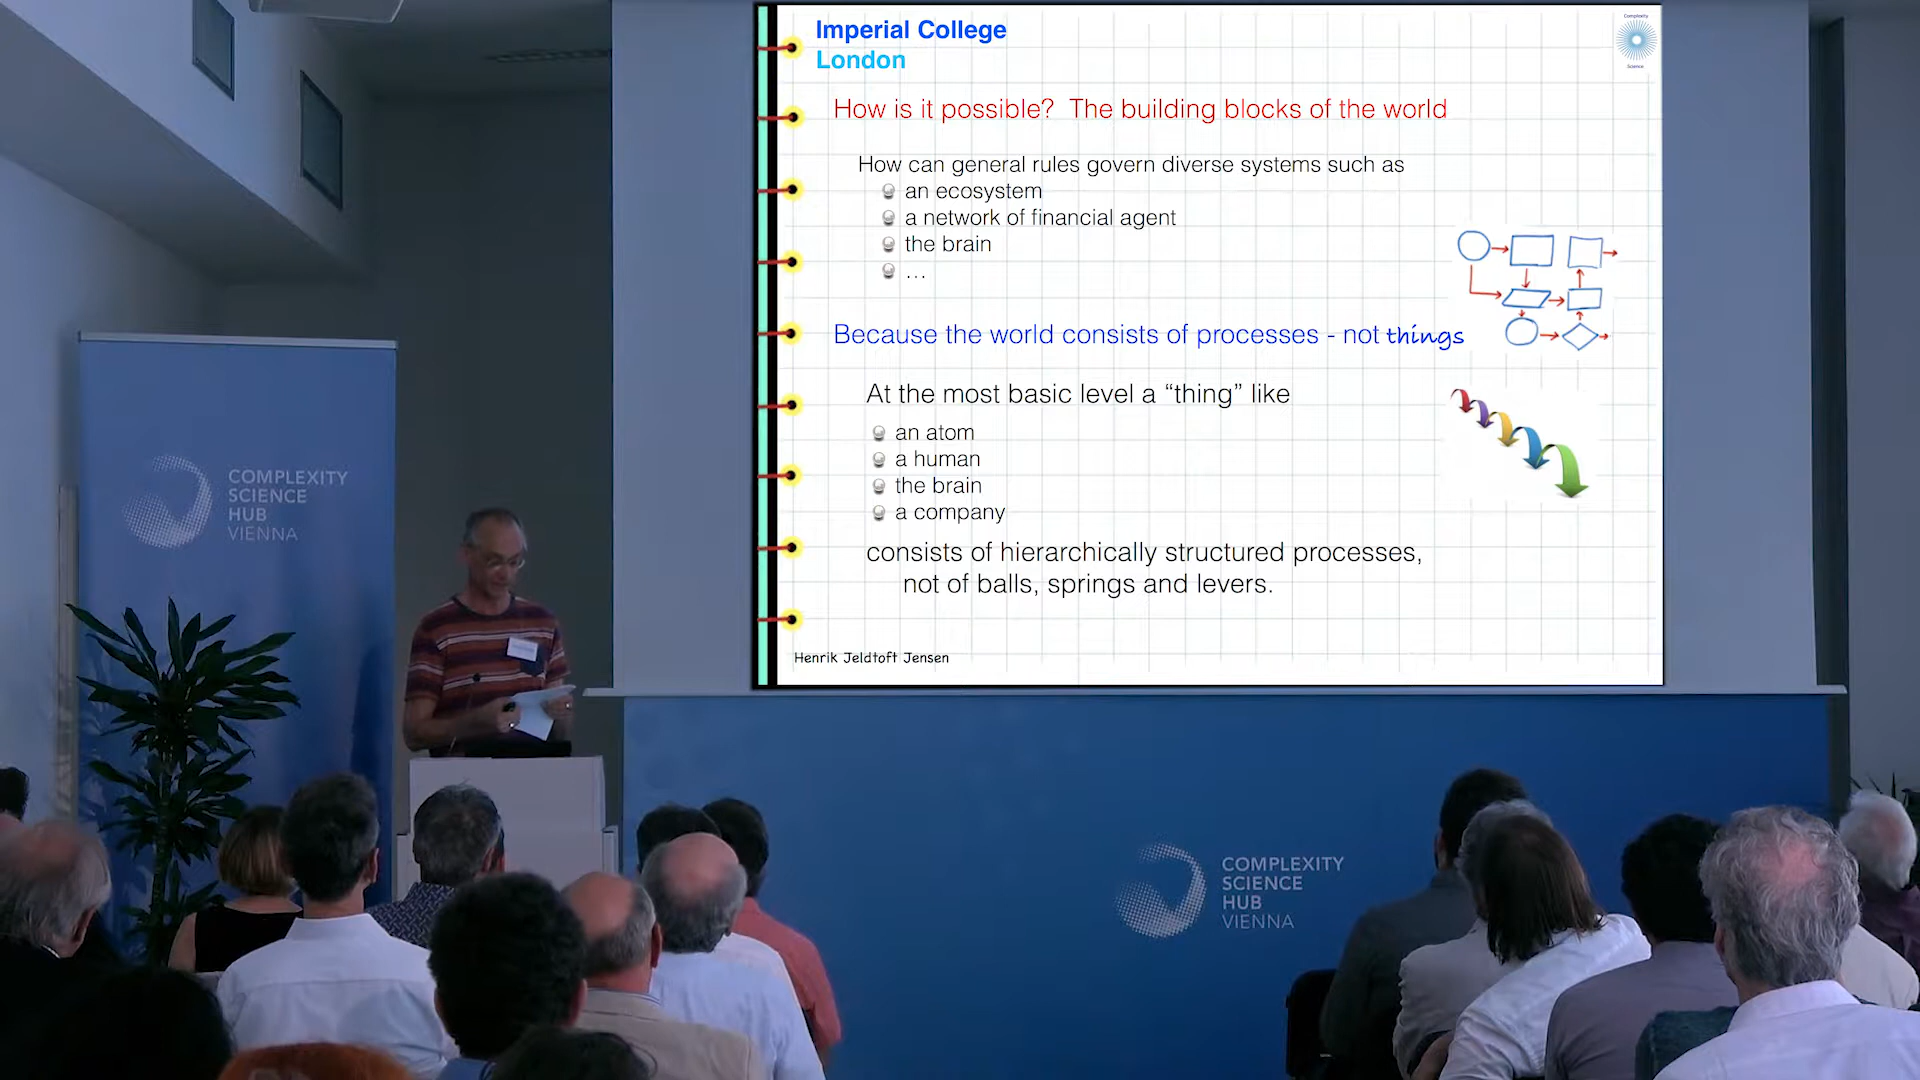 Imperial College
London
Complexity
Science
How is it possible? The building blocks of the world
How can general rules govern diverse systems such as
an ecosystem
a network of financial agent
the brain
...
Because the world consists of processes - not things
At the most basic level a “thing” like
an atom
a human
the brain
a company
consists of hierarchically structured processes,
not of balls, springs and levers.
Henrik Jeldtoft Jensen
COMPLEXITY
SCIENCE
HUB
VIENNA
COMPLEXITY
SCIENCE
HUB
VIENNA